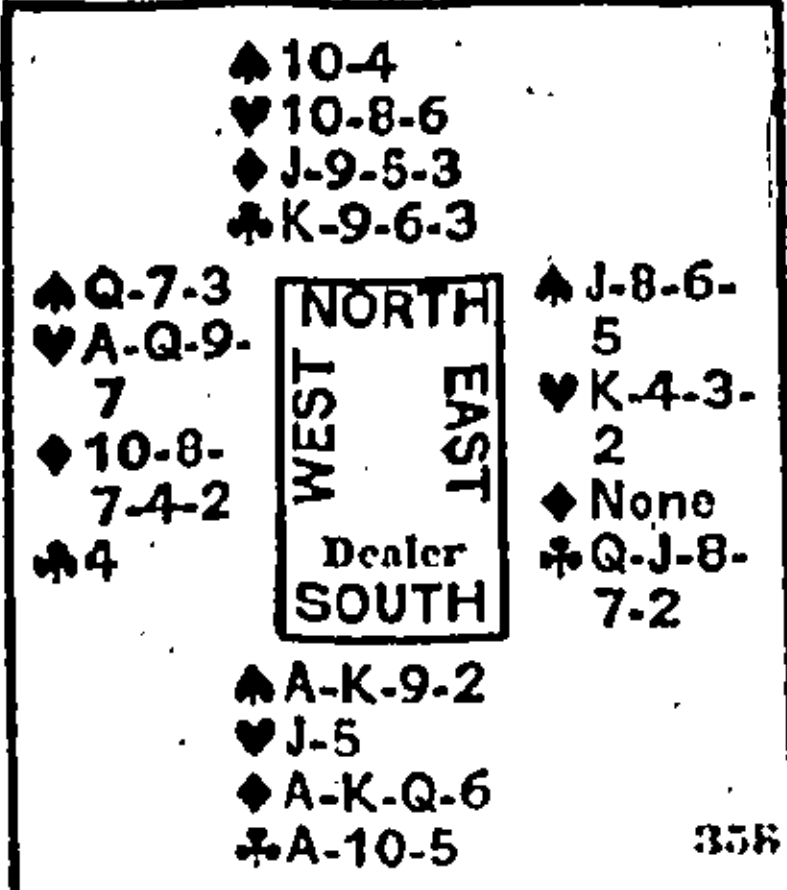 ♠ 10-4
♥ 10-8-6
♦ J-9-5-3
♣ K-9-6-3
♠ Q-7-3
♥ A-Q-9-
7
♦ 10-8-
7-4-2
♣ 4
NORTH
WEST
EAST
Dealer
SOUTH
♠ J-8-6-
5
♥ K-4-3-
2
♦ None
♣ Q-J-8-
7-2
♠ A-K-9-2
♥ J-5
♦ A-K-Q-6
♣ A-10-5
358